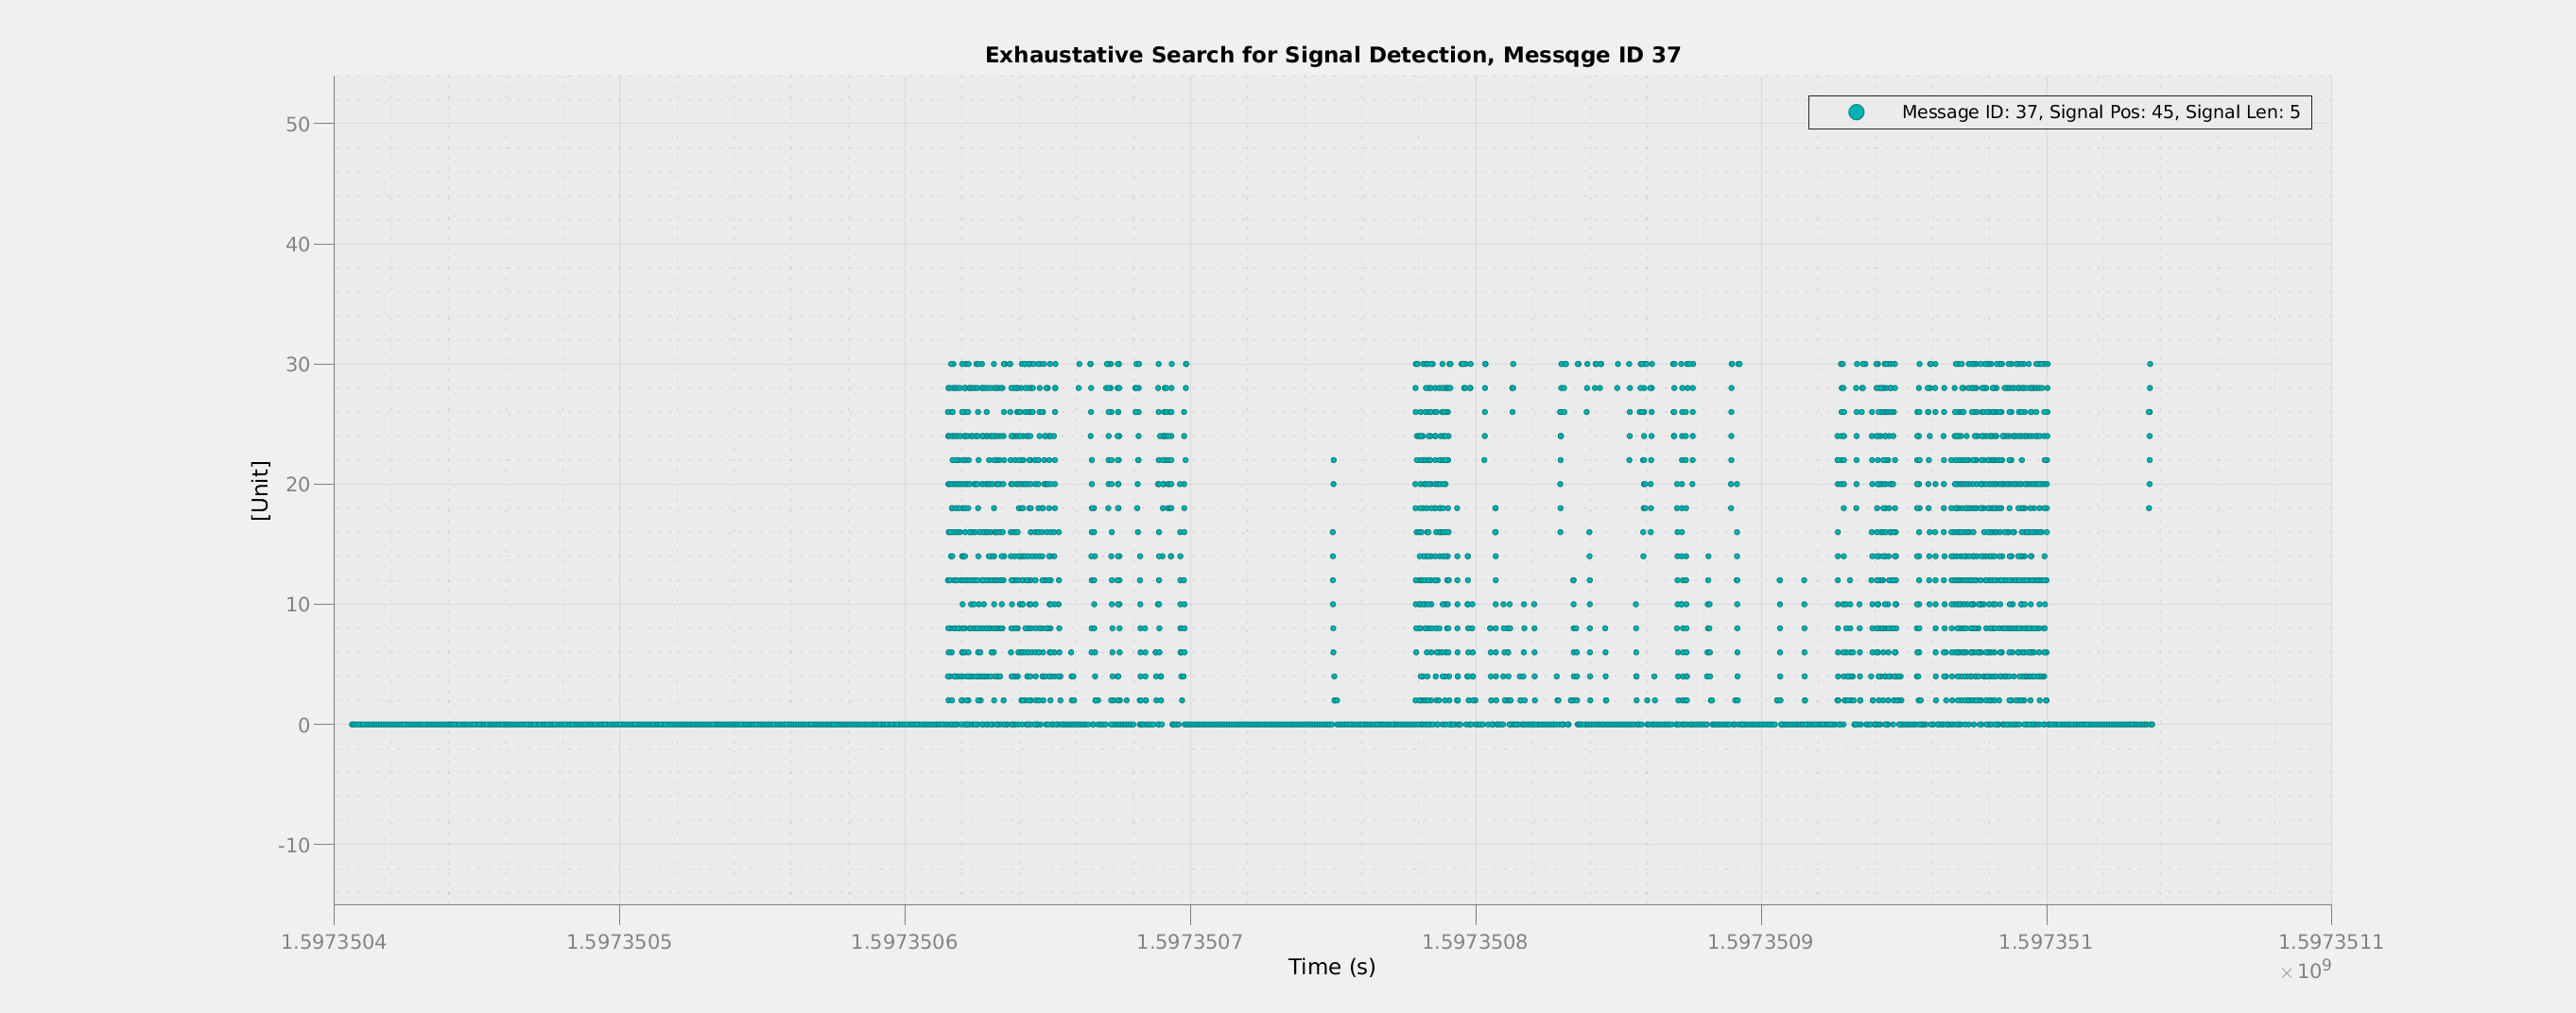 Exhaustative Search for Signal Detection, Messqge ID 37
Message ID: 37, Signal Pos: 45, Signal Len: 5
50
40
30
20
10
0
-10
[Unit]
1.5973504 1.5973505 1.5973506 1.5973507 1.5973508 1.5973509 1.597351 1.5973511
Time (s)
× 10⁹